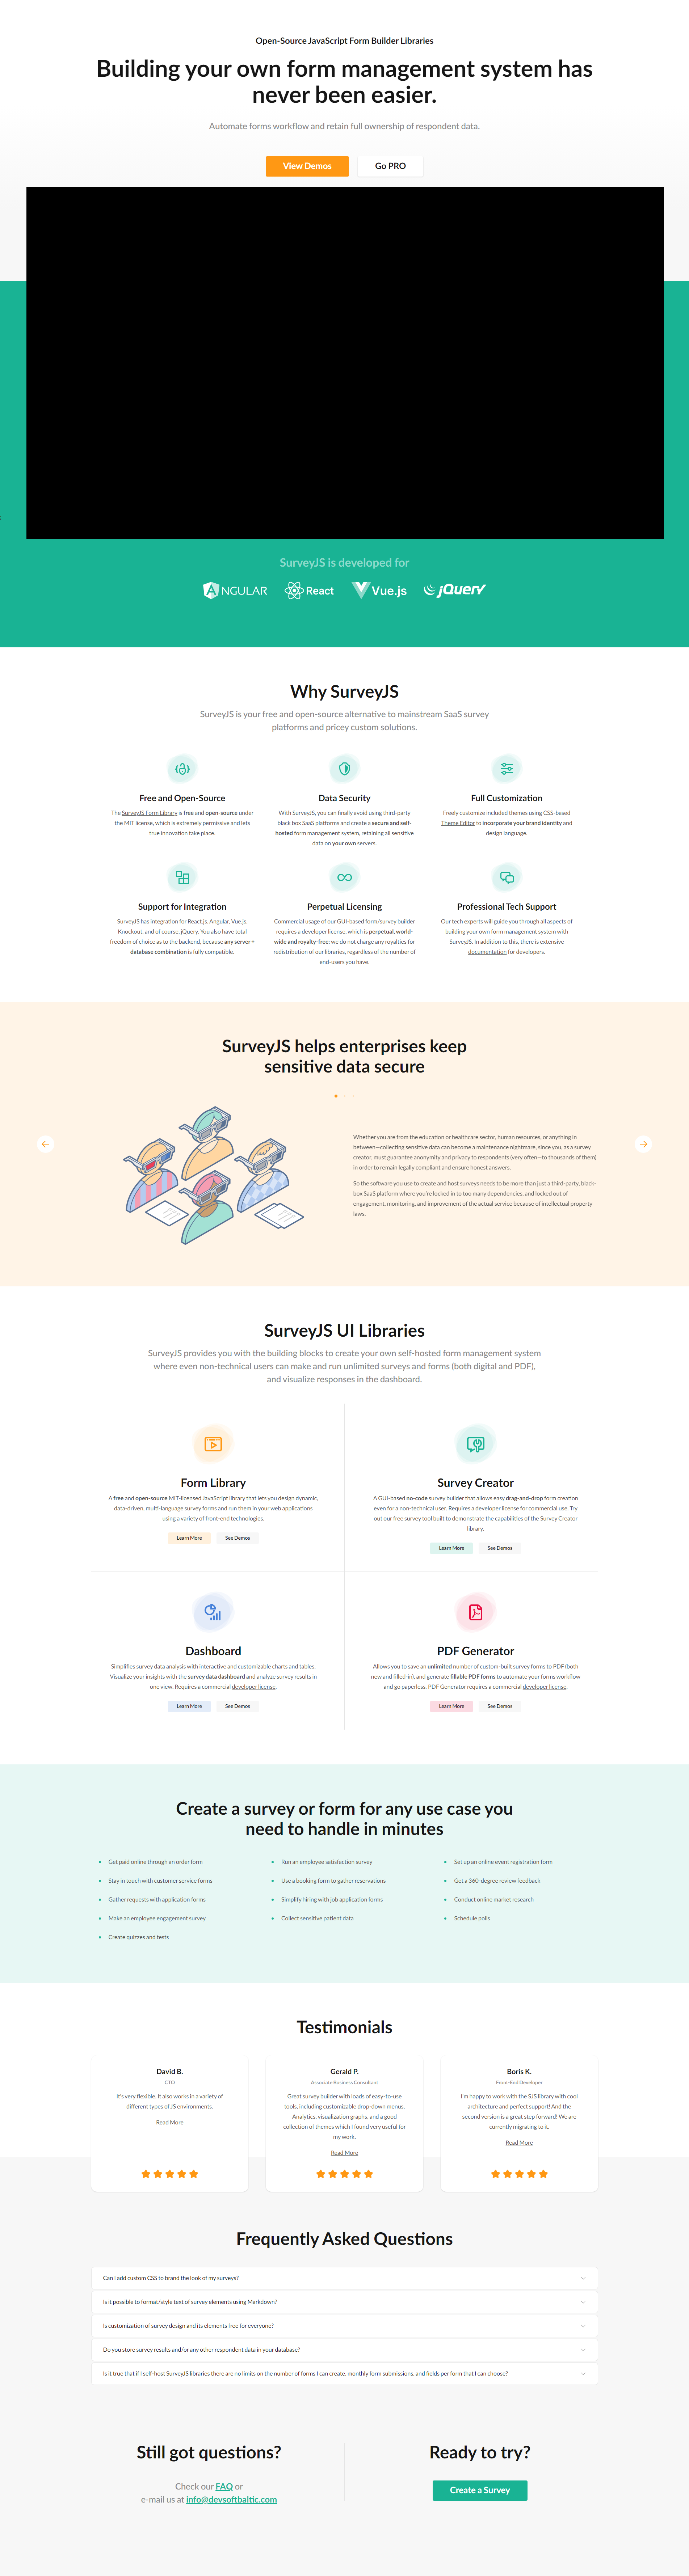 Open-Source JavaScript Form Builder Libraries
Building your own form management system has
never been easier.
Automate forms workflow and retain full ownership of respondent data.
View Demos
Go PRO
SurveyJS is developed for
ANGULAR
React
Vue.js
jQuery
Why SurveyJS
SurveyJS is your free and open-source alternative to mainstream SaaS survey
platforms and pricey custom solutions.
Free and Open-Source
The SurveyJS Form Library is free and open-source under
the MIT license, which is extremely permissive and lets
true innovation take place.
Data Security
With SurveyJS, you can finally avoid using third-party
black box SaaS platforms and create a secure and self-
hosted form management system, retaining all sensitive
data on your own servers.
Full Customization
Freely customize included themes using CSS-based
Theme Editor to incorporate your brand identity and
design language.
Support for Integration
SurveyJS has integration for React.js, Angular, Vue.js,
Knockout, and of course, jQuery. You also have total
freedom of choice as to the backend, because any server +
database combination is fully compatible.
Perpetual Licensing
Commercial usage of our GUI-based form/survey builder
requires a developer license, which is perpetual, world-
wide and royalty-free: we do not charge any royalties for
redistribution of our libraries, regardless of the number of
end-users you have.
Professional Tech Support
Our tech experts will guide you through all aspects of
building your own form management system with
SurveyJS. In addition to this, there is extensive
documentation for developers.
SurveyJS helps enterprises keep
sensitive data secure
Whether you are from the education or healthcare sector, human resources, or anything in
between—collecting sensitive data can become a maintenance nightmare, since you, as a survey
creator, must guarantee anonymity and privacy to respondents (very often—to thousands of them)
in order to remain legally compliant and ensure honest answers.
So the software you use to create and host surveys needs to be more than just a third-party, black-
box SaaS platform where you're locked in to too many dependencies, and locked out of
engagement, monitoring, and improvement of the actual service because of intellectual property
laws.
SurveyJS UI Libraries
SurveyJS provides you with the building blocks to create your own self-hosted form management system
where even non-technical users can make and run unlimited surveys and forms (both digital and PDF),
and visualize responses in the dashboard.
Form Library
A free and open-source MIT-licensed JavaScript library that lets you design dynamic,
data-driven, multi-language survey forms and run them in your web applications
using a variety of front-end technologies.
Learn More
See Demos
Survey Creator
A GUI-based no-code survey builder that allows easy drag-and-drop form creation
even for a non-technical user. Requires a developer license for commercial use. Try
out our free survey tool built to demonstrate the capabilities of the Survey Creator
library.
Learn More
See Demos
Dashboard
Simplifies survey data analysis with interactive and customizable charts and tables.
Visualize your insights with the survey data dashboard and analyze survey results in
one view. Requires a commercial developer license.
Learn More
See Demos
PDF Generator
Allows you to save an unlimited number of custom-built survey forms to PDF (both
new and filled-in), and generate fillable PDF forms to automate your forms workflow
and go paperless. PDF Generator requires a commercial developer license.
Learn More
See Demos
Create a survey or form for any use case you
need to handle in minutes
Get paid online through an order form
Run an employee satisfaction survey
Set up an online event registration form
Stay in touch with customer service forms
Use a booking form to gather reservations
Get a 360-degree review feedback
Gather requests with application forms
Simplify hiring with job application forms
Conduct online market research
Make an employee engagement survey
Collect sensitive patient data
Schedule polls
Create quizzes and tests
Testimonials
David B.
CTO
It's very flexible. It also works in a variety of
different types of JS environments.
Read More
Gerald P.
Associate Business Consultant
Great survey builder with loads of easy-to-use
tools, including customizable drop-down menus.
Analytics, visualization graphs, and a good
collection of themes which I found very useful for
my work.
Read More
Boris K.
Front-End Developer
I'm happy to work with the SJS library with cool
architecture and perfect support! And the
second version is a great step forward! We are
currently migrating to it.
Read More
Frequently Asked Questions
Can I add custom CSS to brand the look of my surveys?
Is it possible to format/style text of survey elements using Markdown?
Is customization of survey design and its elements free for everyone?
Do you store survey results and/or any other respondent data in your database?
Is it true that if I self-host SurveyJS libraries there are no limits on the number of forms I can create, monthly form submissions, and fields per form that I can choose?
Still got questions?
Check our FAQ or
e-mail us at info@devsoftbaltic.com
Ready to try?
Create a Survey